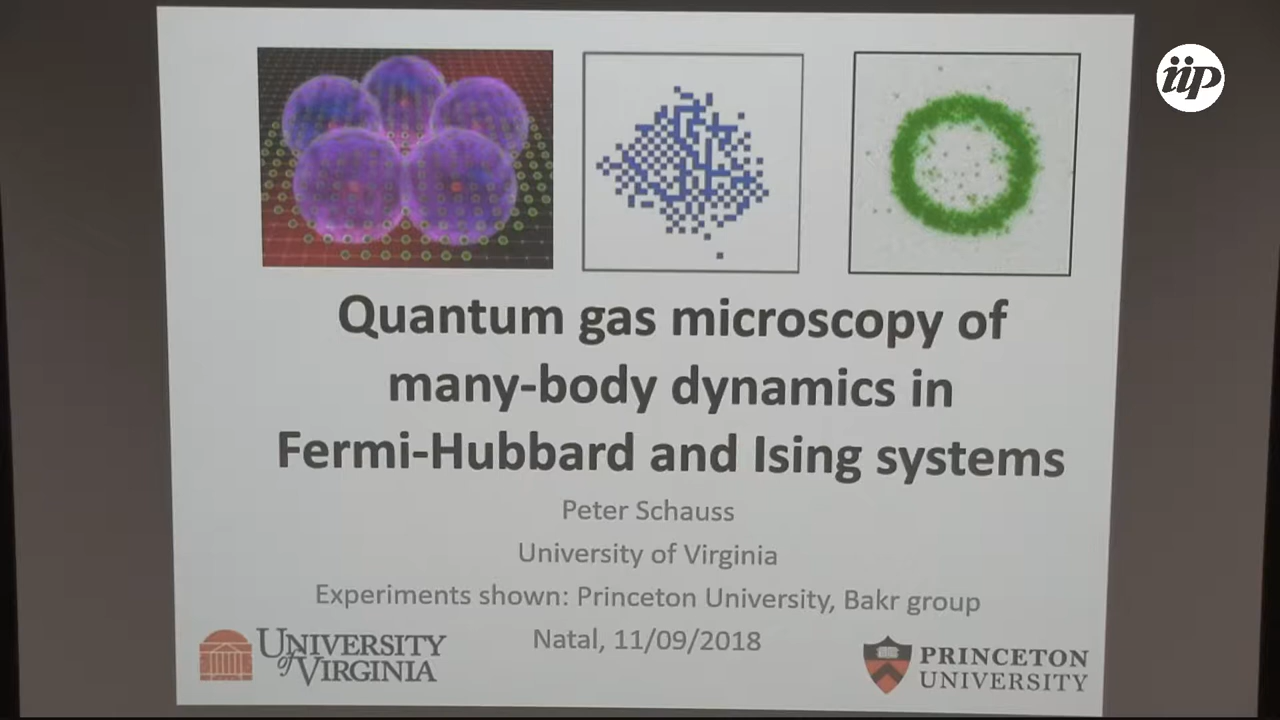 iip
Quantum gas microscopy of
many-body dynamics in
Fermi-Hubbard and Ising systems
Peter Schauss
University of Virginia
Experiments shown: Princeton University, Bakr group
Natal, 11/09/2018
UNIVERSITY
of VIRGINIA
PRINCETON
UNIVERSITY